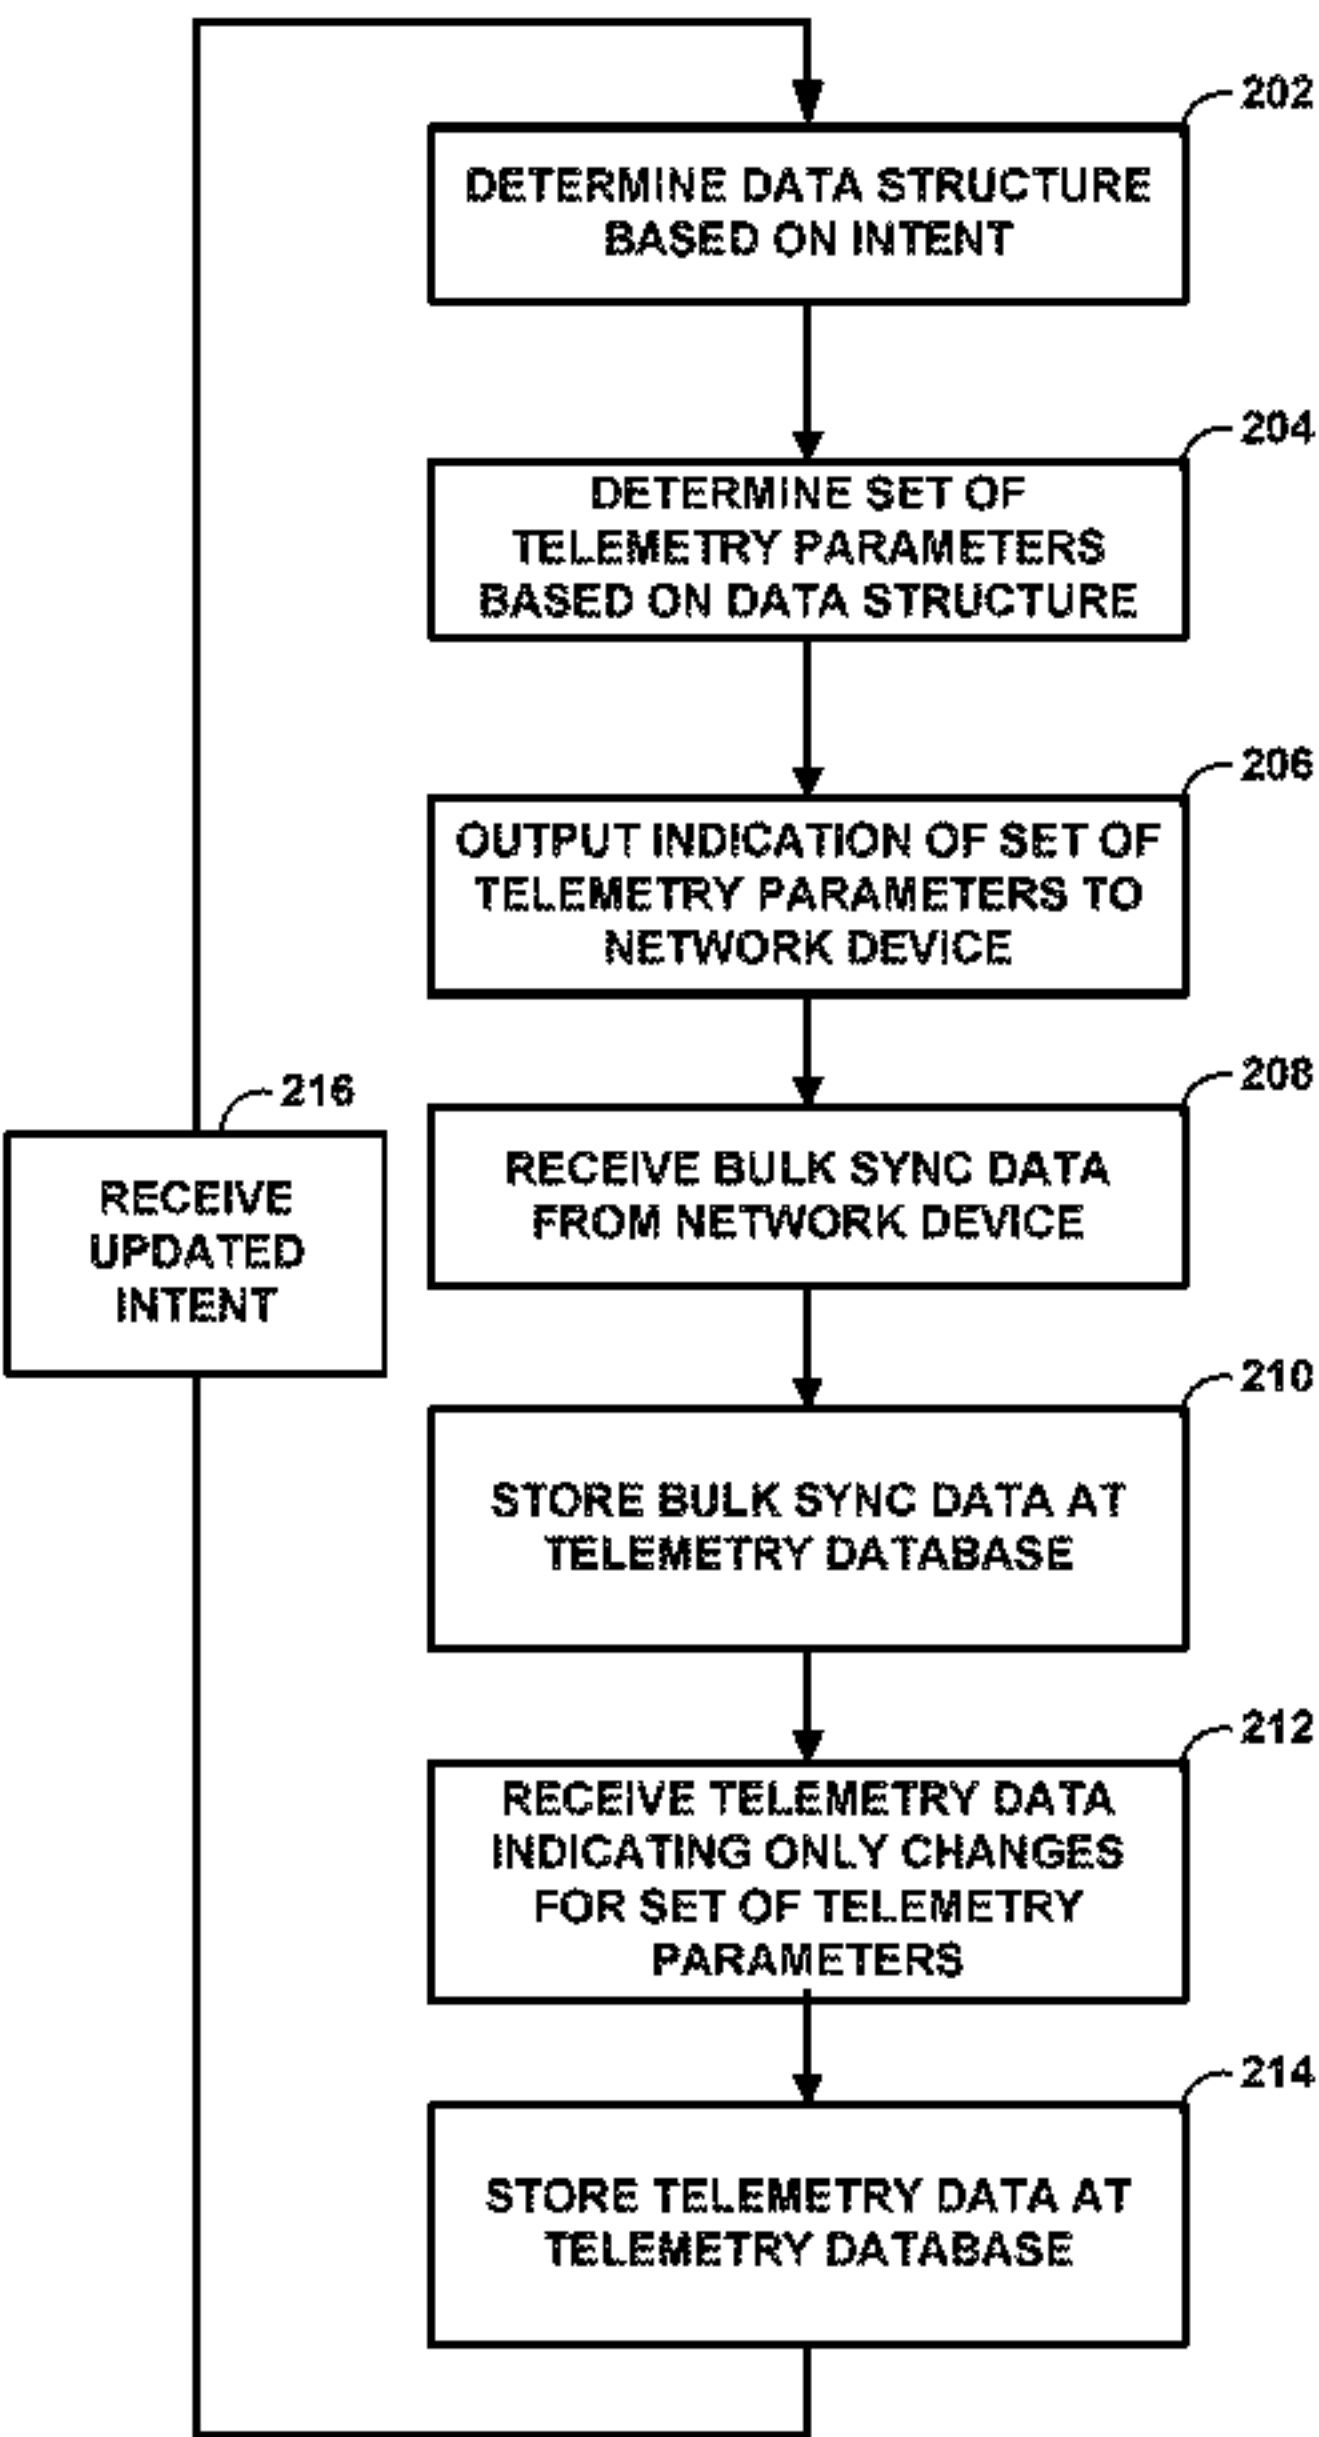 202
DETERMINE DATA STRUCTURE
BASED ON INTENT
204
DETERMINE SET OF
TELEMETRY PARAMETERS
BASED ON DATA STRUCTURE
206
OUTPUT INDICATION OF SET OF
TELEMETRY PARAMETERS TO
NETWORK DEVICE
208
RECEIVE BULK SYNC DATA
FROM NETWORK DEVICE
210
STORE BULK SYNC DATA AT
TELEMETRY DATABASE
212
RECEIVE TELEMETRY DATA
INDICATING ONLY CHANGES
FOR SET OF TELEMETRY
PARAMETERS
214
STORE TELEMETRY DATA AT
TELEMETRY DATABASE
216
RECEIVE
UPDATED
INTENT